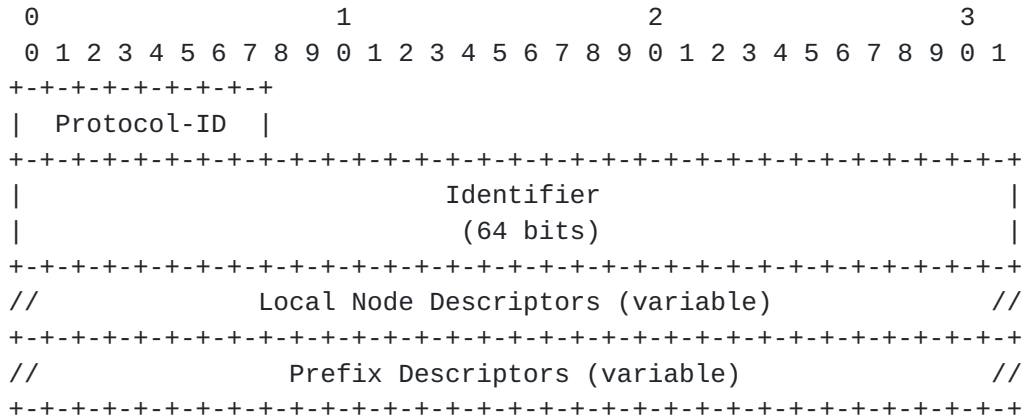 0                   1                   2                   3
 0 1 2 3 4 5 6 7 8 9 0 1 2 3 4 5 6 7 8 9 0 1 2 3 4 5 6 7 8 9 0 1
+-+-+-+-+-+-+-+-+
|  Protocol-ID  |
+-+-+-+-+-+-+-+-+-+-+-+-+-+-+-+-+-+-+-+-+-+-+-+-+-+-+-+-+-+-+-+-+
|                           Identifier                          |
|                            (64 bits)                          |
+-+-+-+-+-+-+-+-+-+-+-+-+-+-+-+-+-+-+-+-+-+-+-+-+-+-+-+-+-+-+-+-+
//              Local Node Descriptors (variable)              //
+-+-+-+-+-+-+-+-+-+-+-+-+-+-+-+-+-+-+-+-+-+-+-+-+-+-+-+-+-+-+-+-+
//                Prefix Descriptors (variable)                //
+-+-+-+-+-+-+-+-+-+-+-+-+-+-+-+-+-+-+-+-+-+-+-+-+-+-+-+-+-+-+-+-+